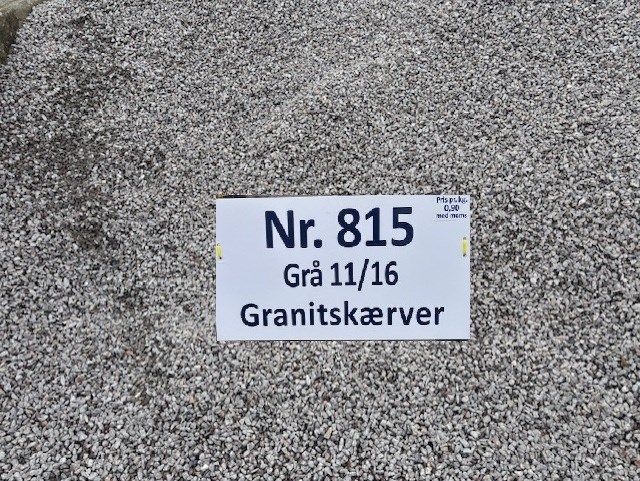 Pris pr. kg.
0,90
med moms
Nr. 815
Grå 11/16
Granitskærver